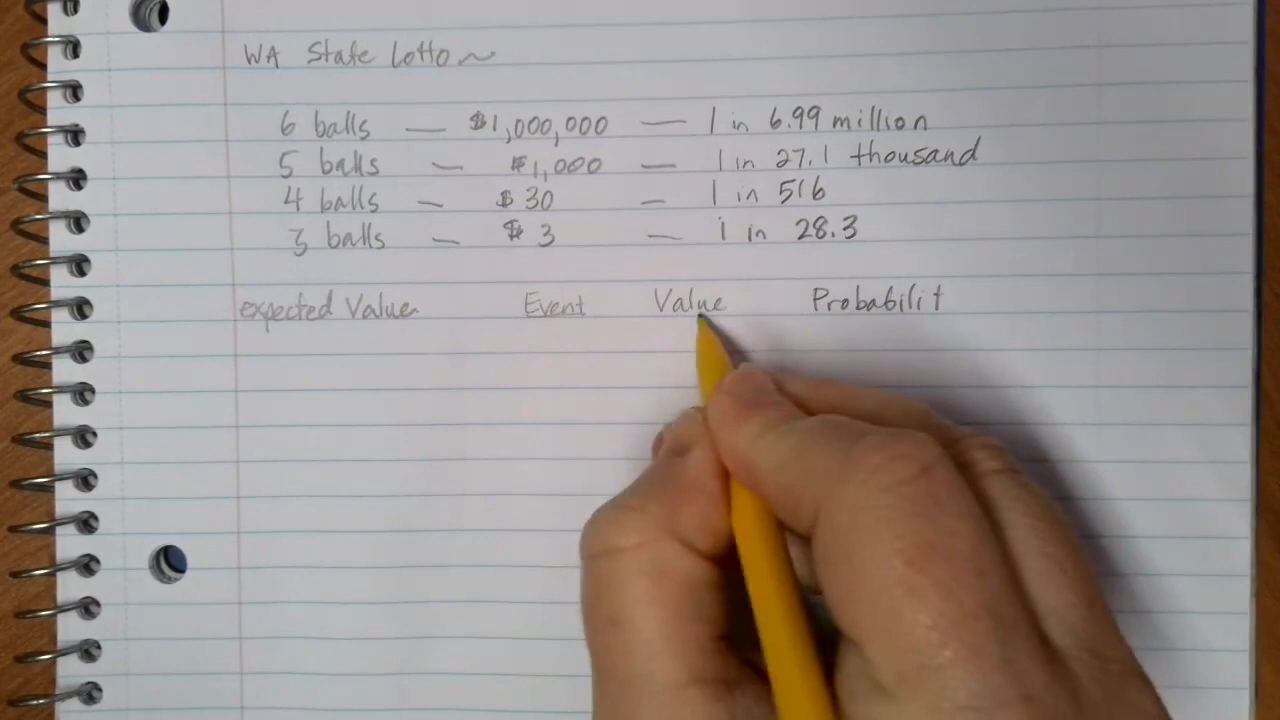 WA State Lotto ~
6 balls — $1,000,000 — 1 in 6.99 million
5 balls — $1,000 — 1 in 27.1 thousand
4 balls — $30 — 1 in 516
3 balls — $3 — 1 in 28.3
expected Value Event Value Probabilit